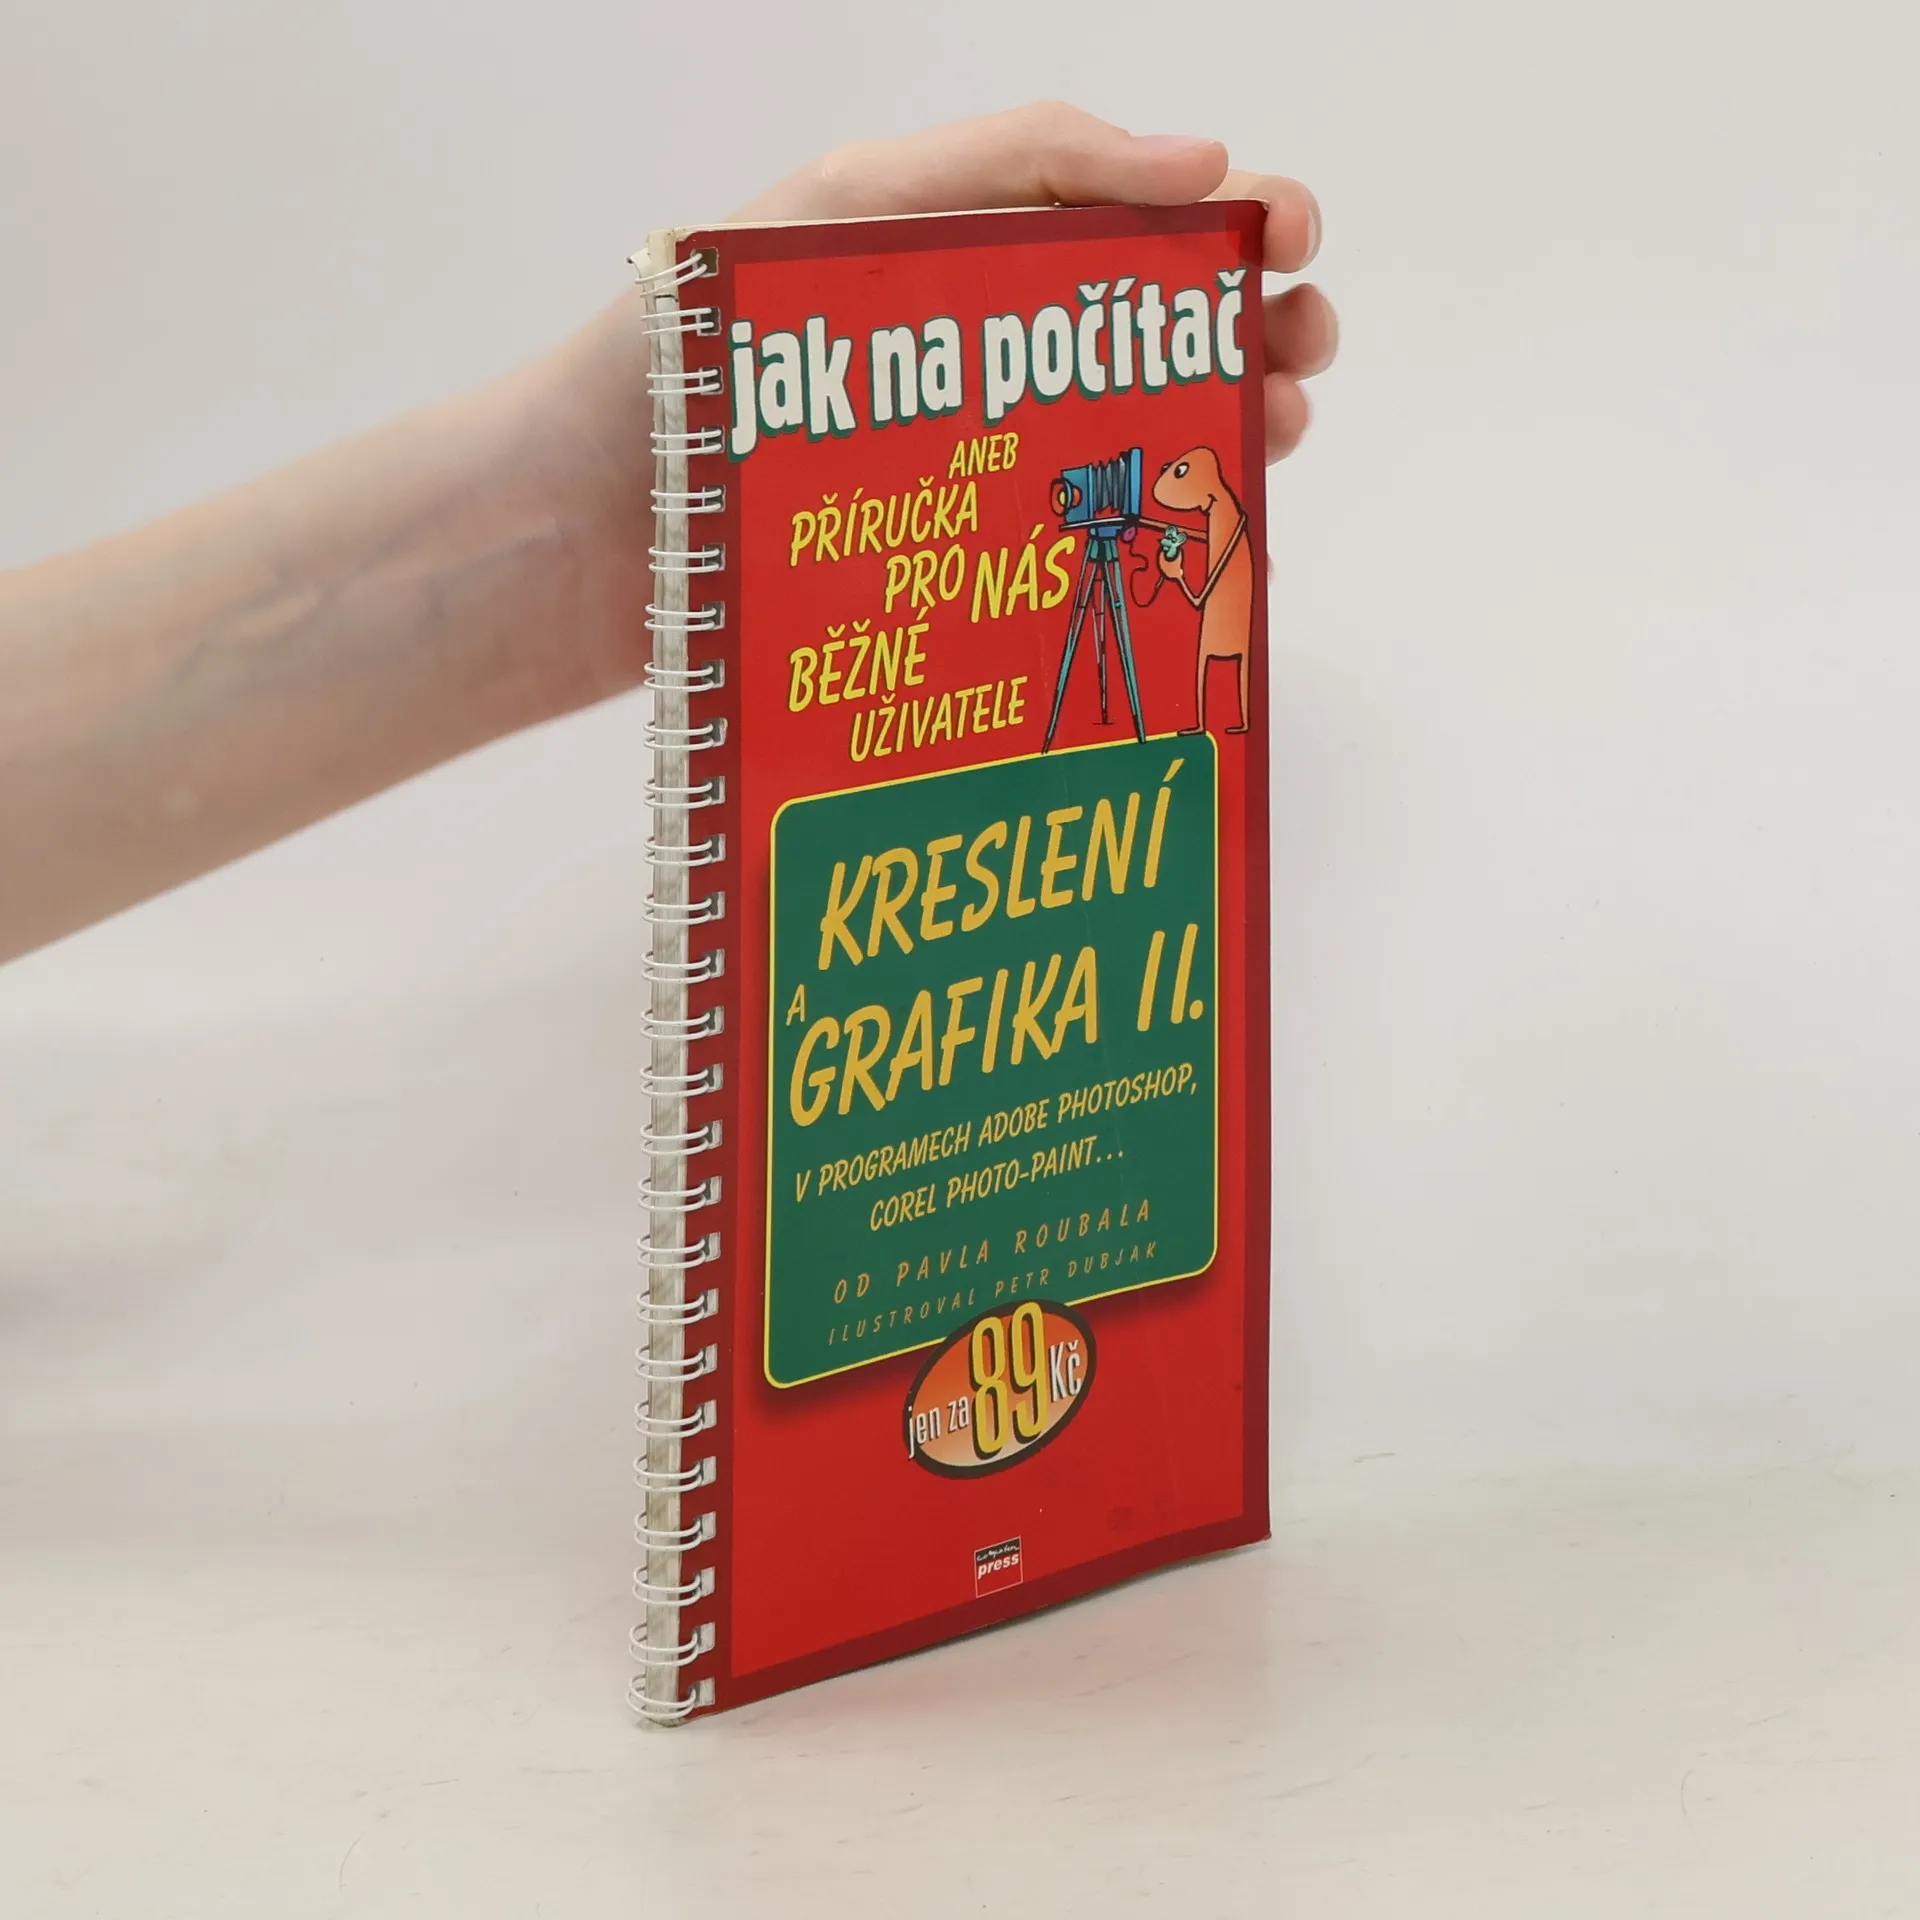 jak na počítač
ANEB
PŘÍRUČKA
PRO NÁS
BĚŽNÉ
UŽIVATELE
KRESLENÍ
A
GRAFIKA II.
V PROGRAMECH ADOBE PHOTOSHOP,
COREL PHOTO-PAINT...
OD PAVLA ROUBALA
ILUSTROVAL PETR DUBJAK
jen za 89 Kč
computer
press